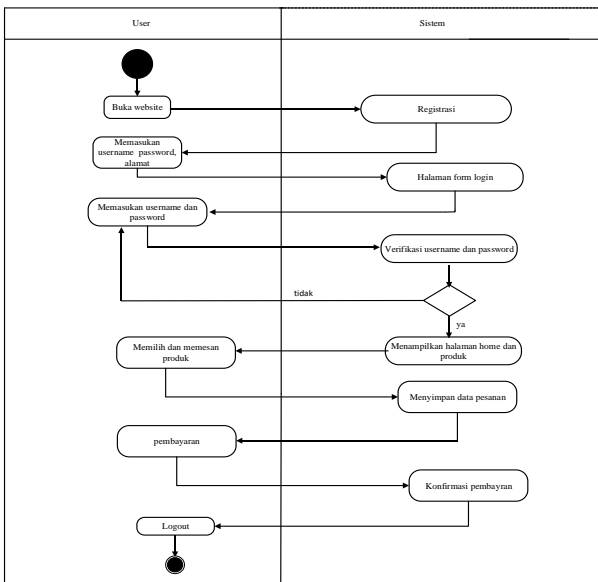 User
Sistem
Buka website
Registrasi
Memasukan
username password,
alamat
Halaman form login
Memasukan username dan
password
Verifikasi username dan password
tidak
ya
Memilih dan memesan
produk
Menampilkan halaman home dan
produk
Menyimpan data pesanan
pembayaran
Konfirmasi pembayran
Logout